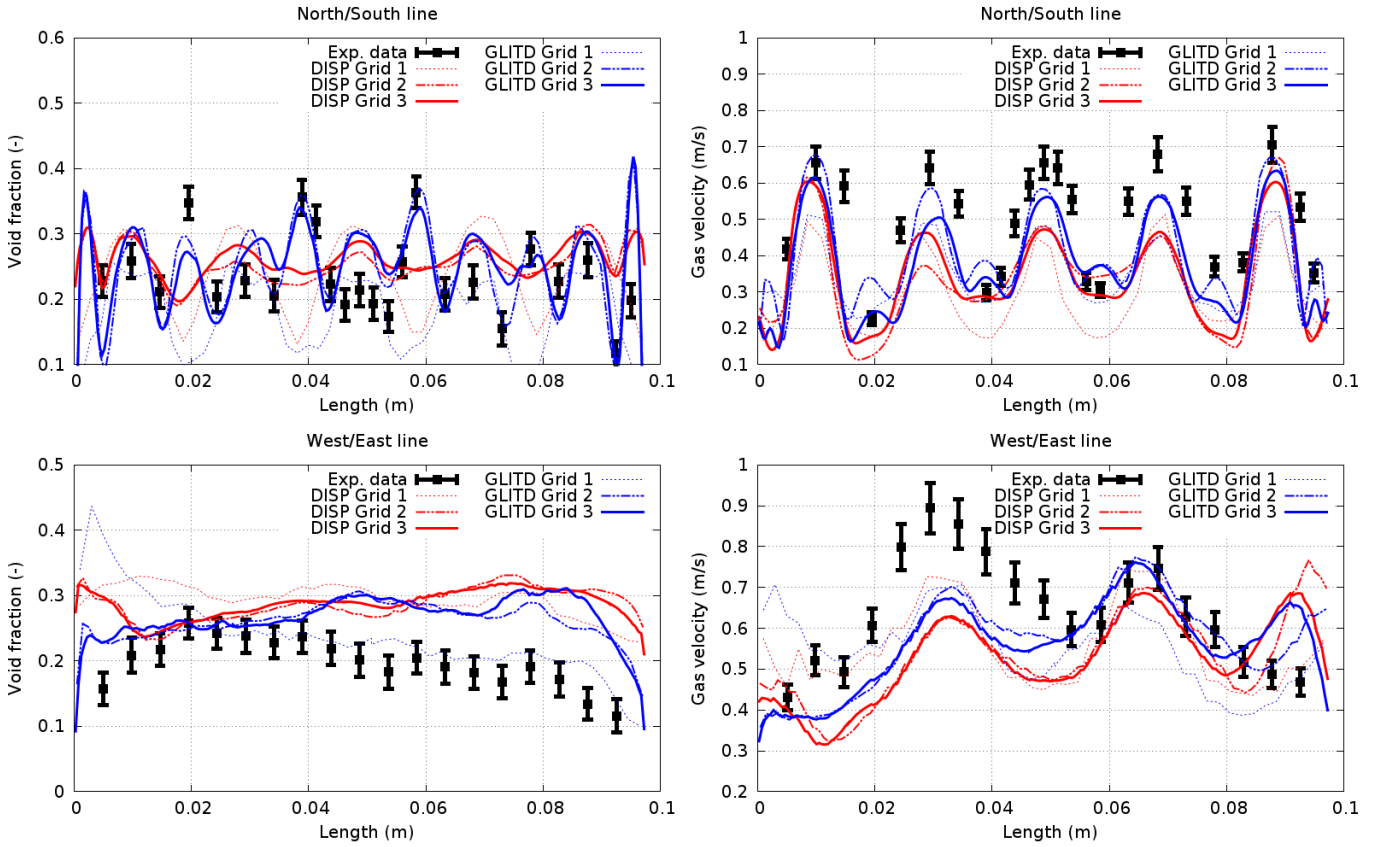 North/South line
Void fraction (-)
0.6
0.5
0.4
0.3
0.2
0.1
Exp. data
DISP Grid 1
DISP Grid 2
DISP Grid 3
GLITD Grid 1
GLITD Grid 2
GLITD Grid 3
0 0.02 0.04 0.06 0.08 0.1
Length (m)
North/South line
Gas velocity (m/s)
1
0.9
0.8
0.7
0.6
0.5
0.4
0.3
0.2
0.1
Exp. data
DISP Grid 1
DISP Grid 2
DISP Grid 3
GLITD Grid 1
GLITD Grid 2
GLITD Grid 3
0 0.02 0.04 0.06 0.08 0.1
Length (m)
West/East line
Void fraction (-)
0.5
0.4
0.3
0.2
0.1
0
Exp. data
DISP Grid 1
DISP Grid 2
DISP Grid 3
GLITD Grid 1
GLITD Grid 2
GLITD Grid 3
0 0.02 0.04 0.06 0.08 0.1
Length (m)
West/East line
Gas velocity (m/s)
1
0.9
0.8
0.7
0.6
0.5
0.4
0.3
0.2
Exp. data
DISP Grid 1
DISP Grid 2
DISP Grid 3
GLITD Grid 1
GLITD Grid 2
GLITD Grid 3
0 0.02 0.04 0.06 0.08 0.1
Length (m)